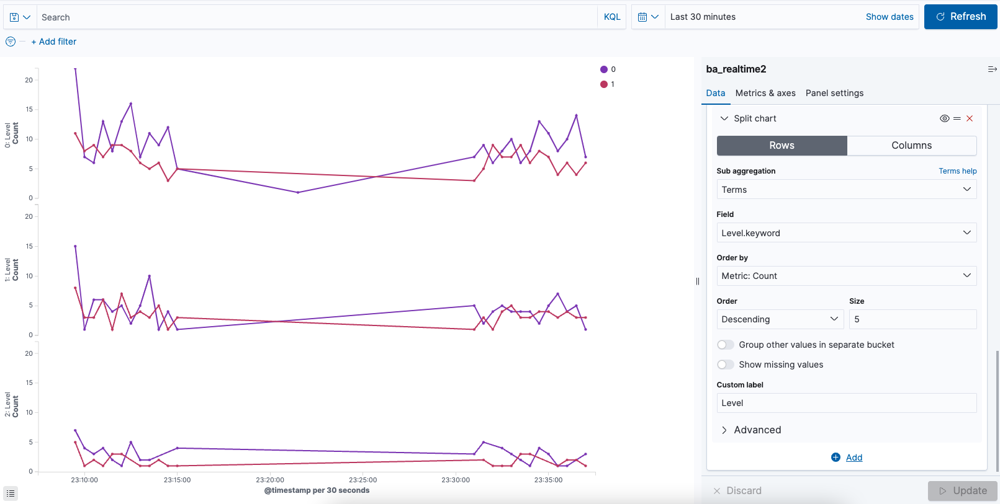 Search
KQL
Last 30 minutes
Show dates
Refresh
+ Add filter
0
1
0: Level
Count
20
15
10
5
0
1: Level
Count
20
15
10
5
0
2: Level
Count
20
15
10
5
0
23:10:00 23:15:00 23:20:00 23:25:00 23:30:00 23:35:00
@timestamp per 30 seconds
ba_realtime2
Data Metrics & axes Panel settings
Split chart
Rows Columns
Sub aggregation Terms help
Terms
Field
Level.keyword
Order by
Metric: Count
Order Size
Descending 5
Group other values in separate bucket
Show missing values
Custom label
Level
Advanced
Add
Discard Update